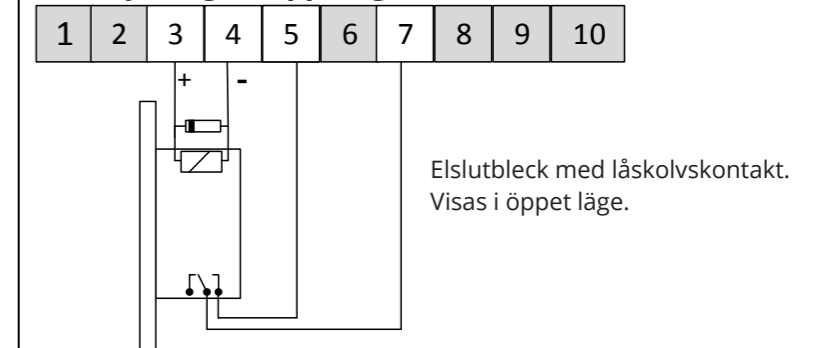 1 2 3 4 5 6 7 8 9 10
+ -
Elslutbleck med låskolvskontakt.
Visas i öppet läge.